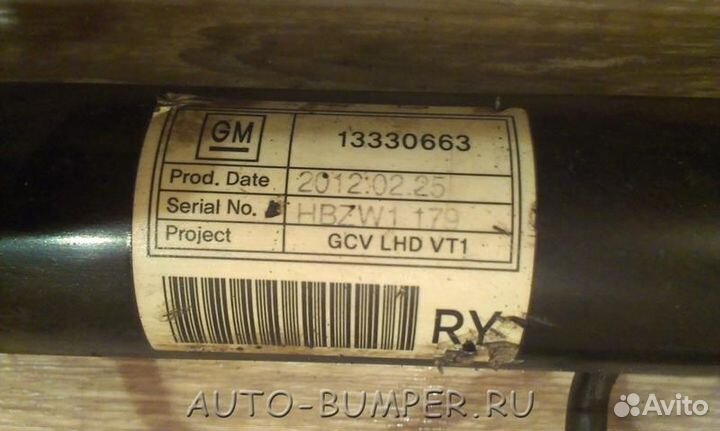 GM 13330663
Prod. Date 2012.02.25
Serial No. HBZW1 179
Project GCV LHD VT1
RY
AUTO-BUMPER.RU
Avito